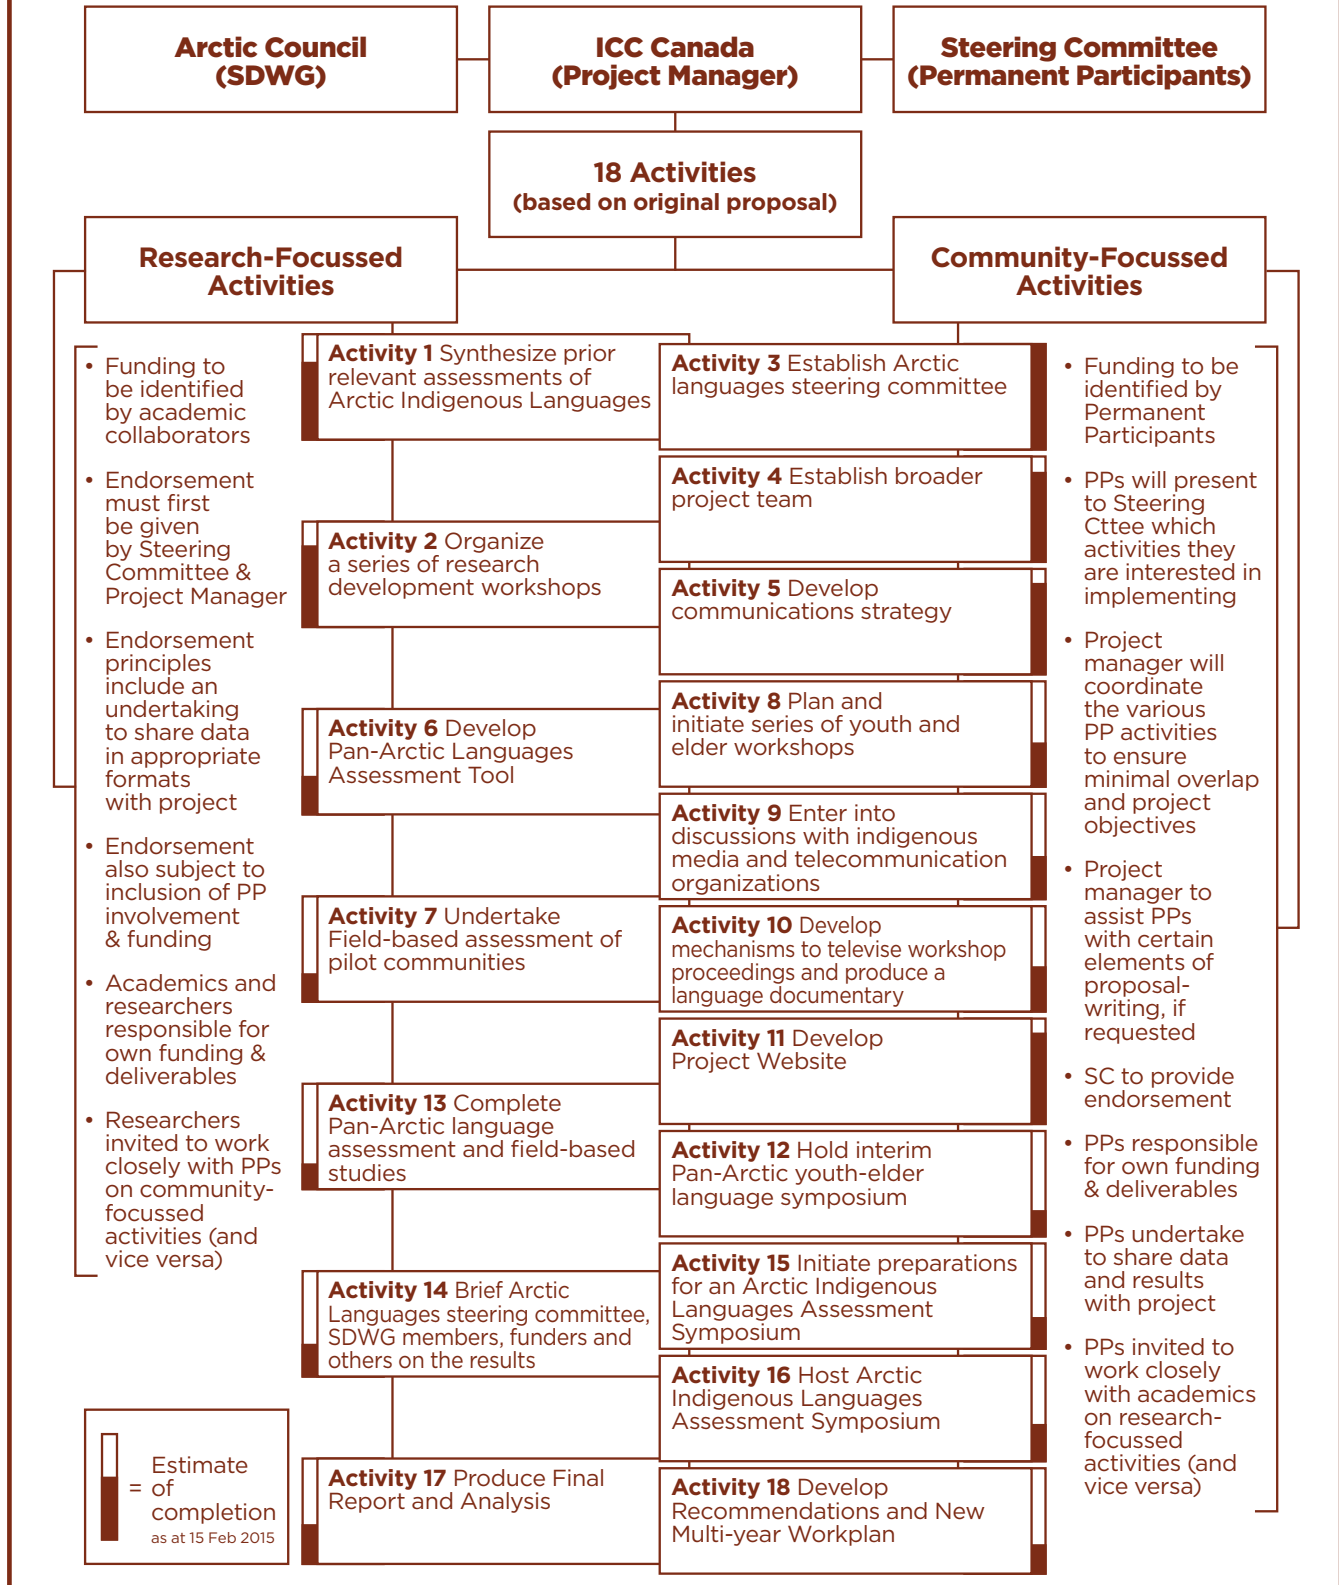 Arctic Council
(SDWG)
ICC Canada
(Project Manager)
Steering Committee
(Permanent Participants)
18 Activities
(based on original proposal)
Research-Focussed
Activities
Community-Focussed
Activities
• Funding to
be identified
by academic
collaborators
• Endorsement
must first
be given
by Steering
Committee &
Project Manager
• Endorsement
principles
include an
undertaking
to share data
in appropriate
formats
with project
• Endorsement
also subject to
inclusion of PP
involvement
& funding
• Academics and
researchers
responsible for
own funding &
deliverables
• Researchers
invited to work
closely with PPs
on community-
focussed
activities (and
vice versa)
Activity 1 Synthesize prior
relevant assessments of
Arctic Indigenous Languages
Activity 2 Organize
a series of research
development workshops
Activity 6 Develop
Pan-Arctic Languages
Assessment Tool
Activity 7 Undertake
Field-based assessment of
pilot communities
Activity 13 Complete
Pan-Arctic language
assessment and field-based
studies
Activity 14 Brief Arctic
Languages steering committee,
SDWG members, funders and
others on the results
Activity 17 Produce Final
Report and Analysis
Activity 3 Establish Arctic
languages steering committee
Activity 4 Establish broader
project team
Activity 5 Develop
communications strategy
Activity 8 Plan and
initiate series of youth and
elder workshops
Activity 9 Enter into
discussions with indigenous
media and telecommunication
organizations
Activity 10 Develop
mechanisms to televise workshop
proceedings and produce a
language documentary
Activity 11 Develop
Project Website
Activity 12 Hold interim
Pan-Arctic youth-elder
language symposium
Activity 15 Initiate preparations
for an Arctic Indigenous
Languages Assessment
Symposium
Activity 16 Host Arctic
Indigenous Languages
Assessment Symposium
Activity 18 Develop
Recommendations and New
Multi-year Workplan
• Funding to be
identified by
Permanent
Participants
• PPs will present
to Steering
Cttee which
activities they
are interested in
implementing
• Project
manager will
coordinate
the various
PP activities
to ensure
minimal overlap
and project
objectives
• Project
manager to
assist PPs
with certain
elements of
proposal-
writing, if
requested
• SC to provide
endorsement
• PPs responsible
for own funding
& deliverables
• PPs undertake
to share data
and results
with project
• PPs invited to
work closely
with academics
on research-
focussed
activities (and
vice versa)
Estimate
= of
completion
as at 15 Feb 2015